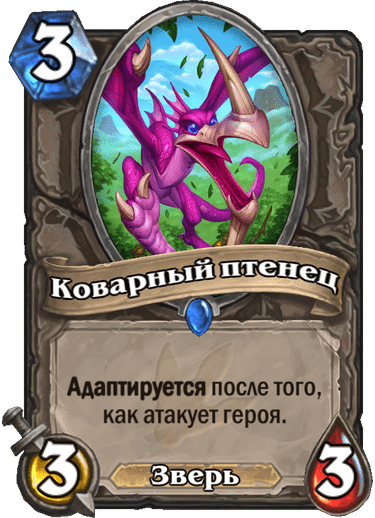 3
Коварный птенец
Адаптируется после того,
как атакует героя.
3
Зверь
3